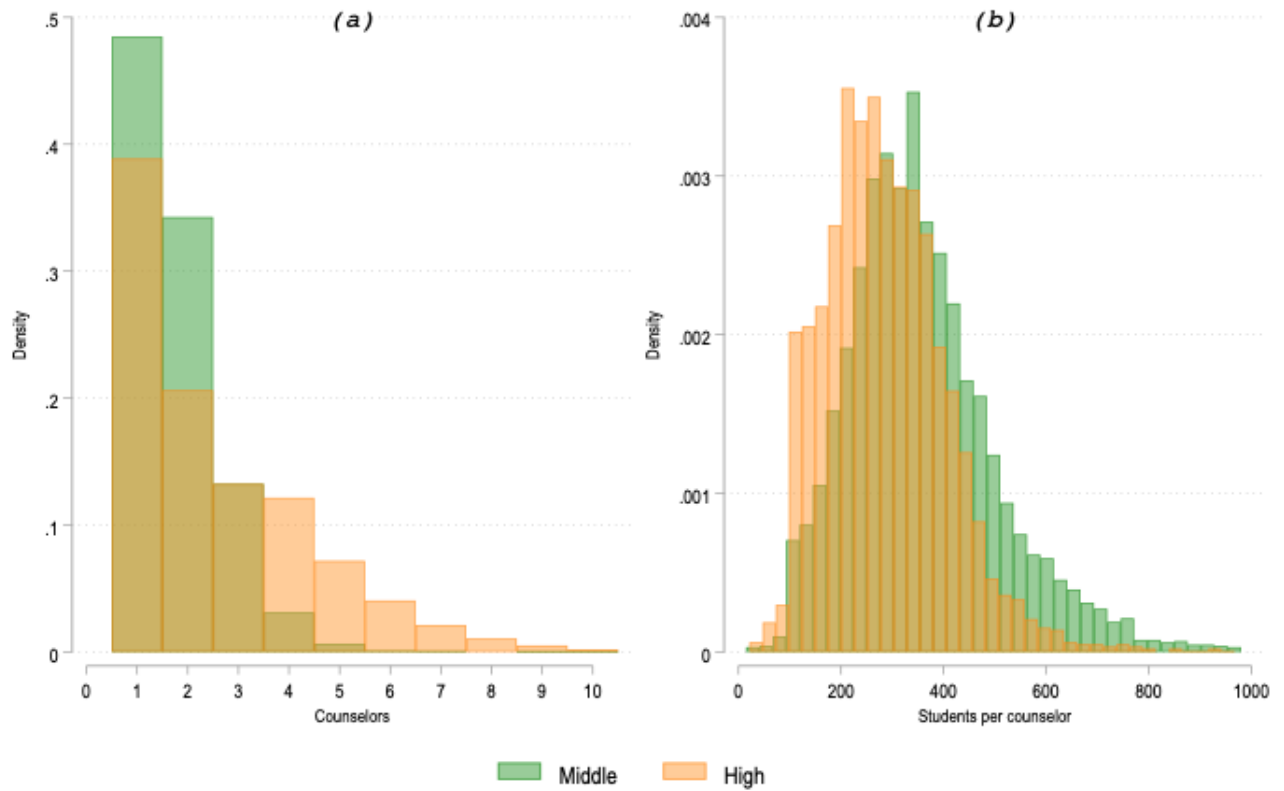 (a)
.5
.4
.3
.2
.1
0
Density
0 1 2 3 4 5 6 7 8 9 10
Counselors
(b)
.004
.003
.002
.001
0
Density
0 200 400 600 800 1000
Students per counselor
Middle High